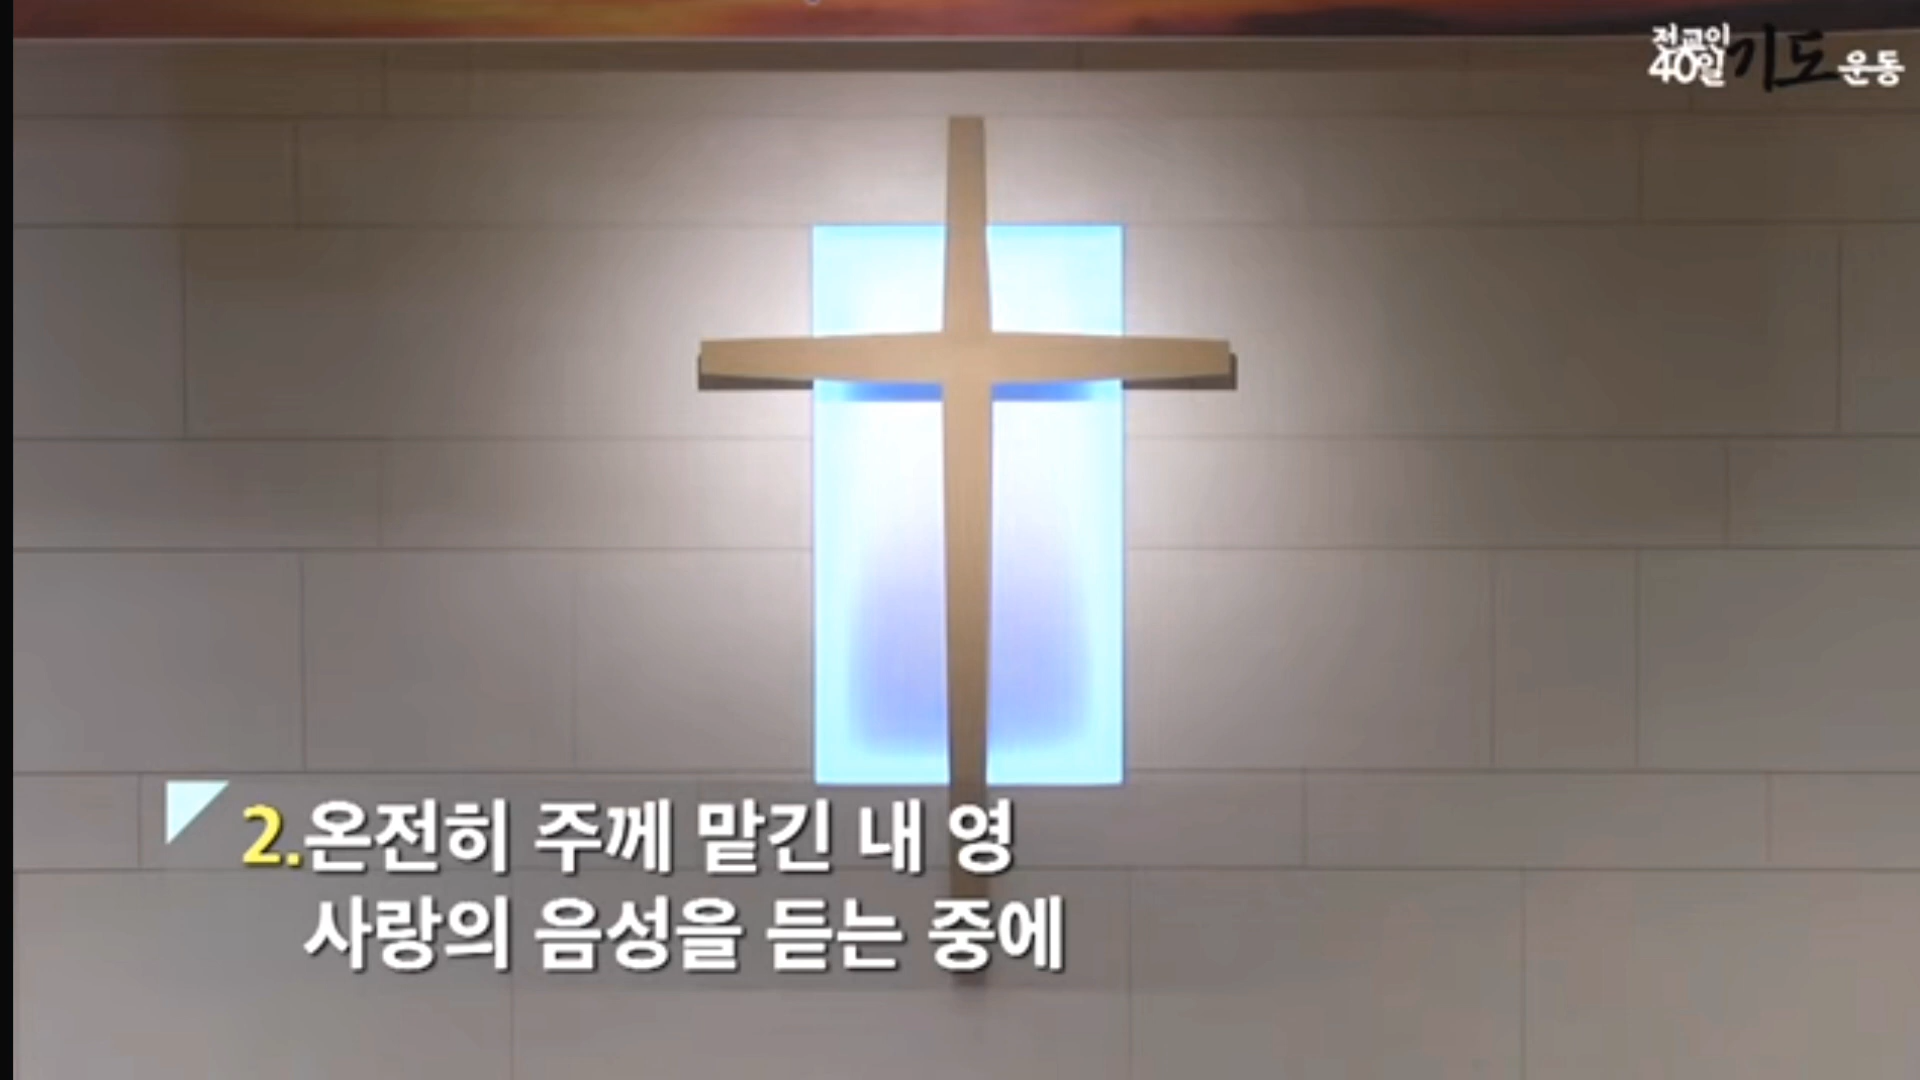 전교인
40일 기도 운동
2.온전히 주께 맡긴 내 영
사랑의 음성을 듣는 중에